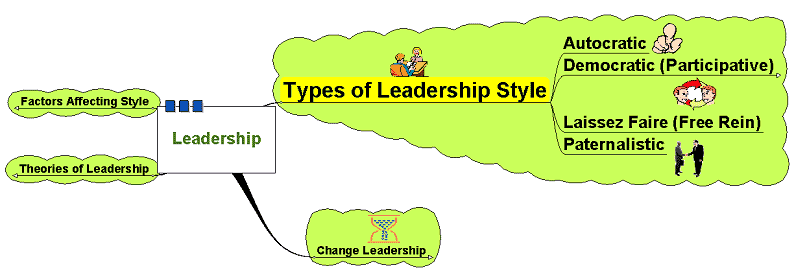 Leadership
Types of Leadership Style
Autocratic
Democratic (Participative)
Laissez Faire (Free Rein)
Paternalistic
Factors Affecting Style
Theories of Leadership
Change Leadership